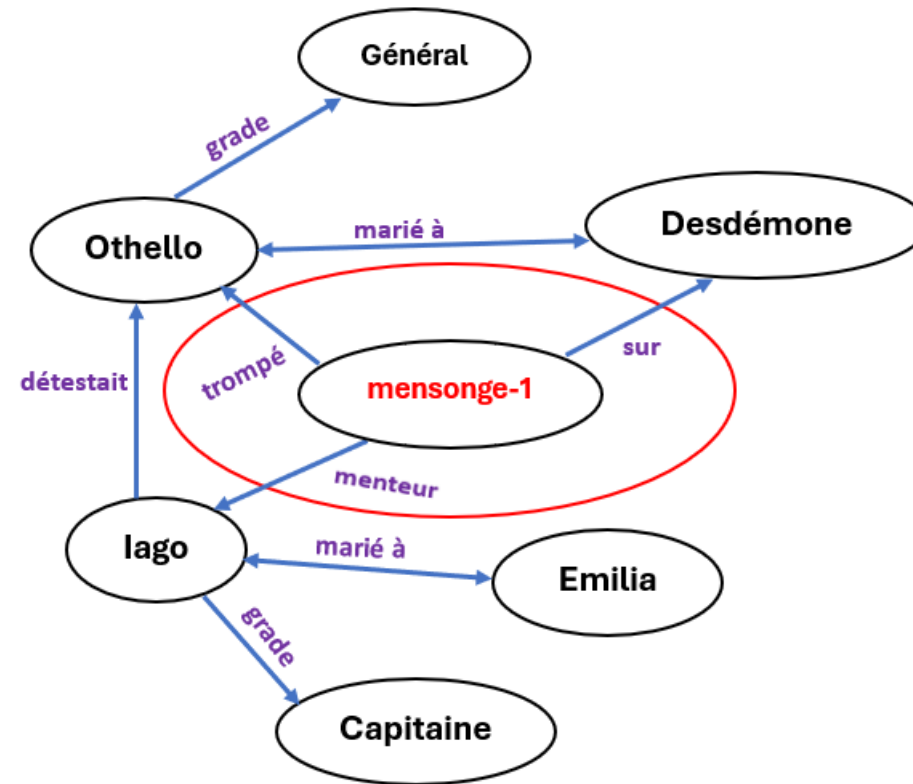 Général
grade
Othello
marié à
Desdémone
détestait
trompé
mensonge-1
sur
menteur
Iago
marié à
Emilia
grade
Capitaine